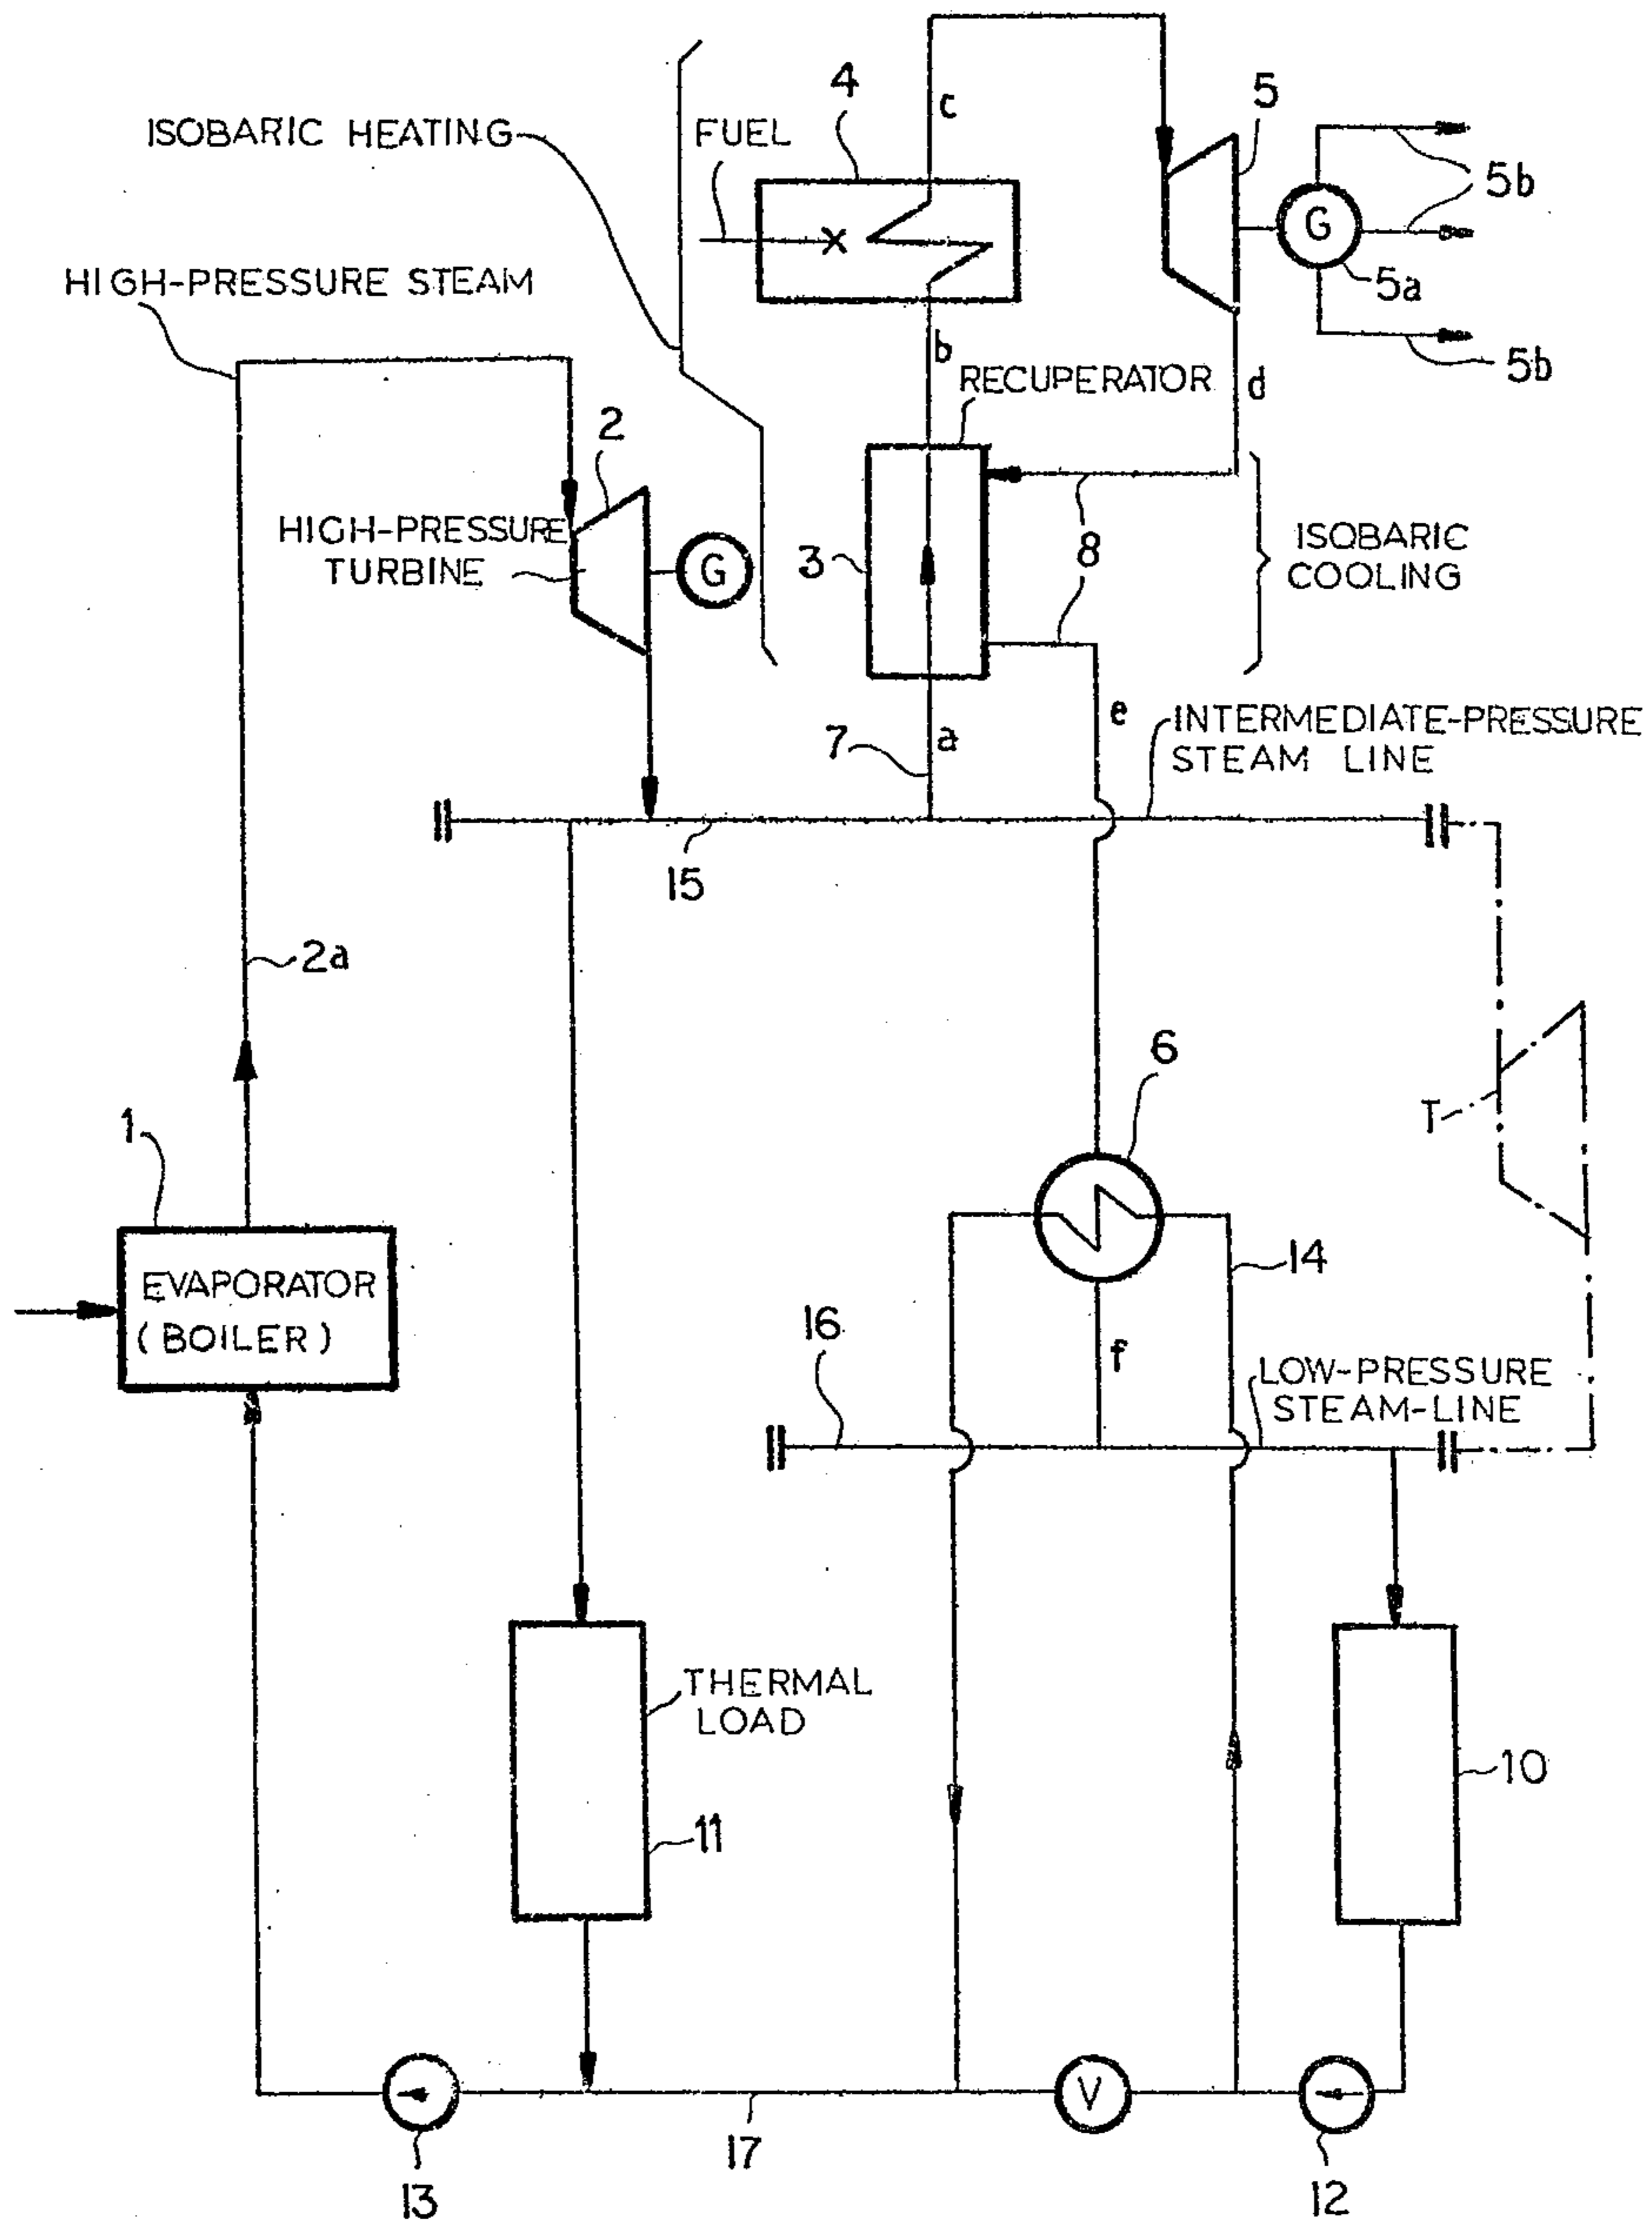 c
4
5
ISOBARIC HEATING
FUEL
5b
G
5a
HIGH-PRESSURE STEAM
b
5b
RECUPERATOR
d
2
HIGH-PRESSURE
TURBINE
G
3
8
ISOBARIC
COOLING
e
INTERMEDIATE-PRESSURE
STEAM LINE
7
a
15
2a
6
T
1
EVAPORATOR
(BOILER)
14
16
f
LOW-PRESSURE
STEAM-LINE
THERMAL
LOAD
10
11
V
17
13
12